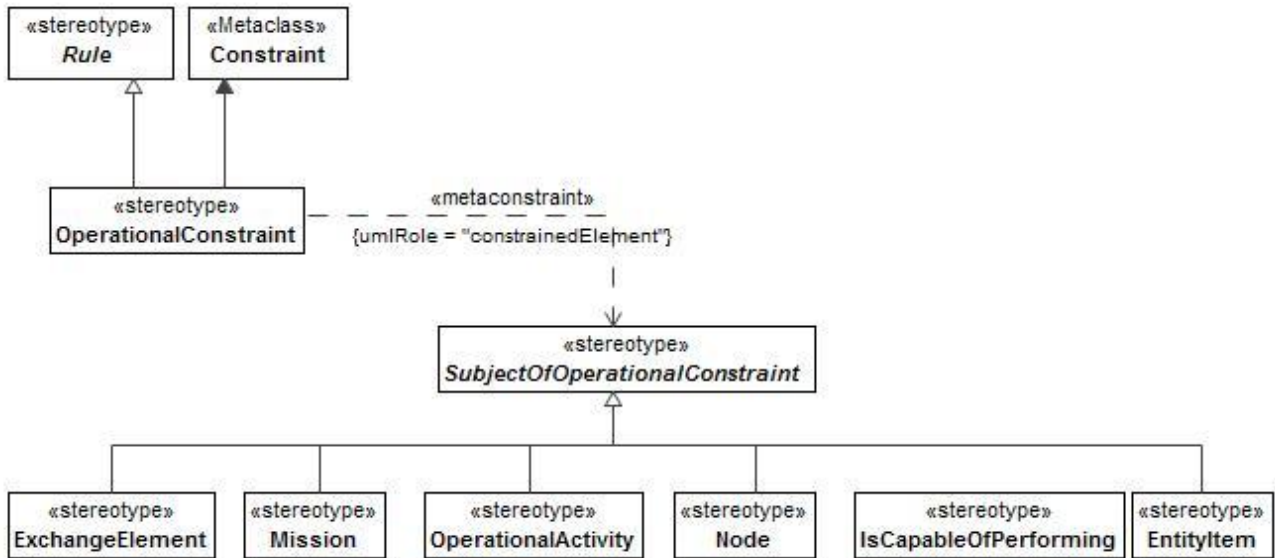 «stereotype»
Rule
«Metaclass»
Constraint
«stereotype»
OperationalConstraint
«metaconstraint»
{umlRole = "constrainedElement"}
«stereotype»
SubjectOfOperationalConstraint
«stereotype»
ExchangeElement
«stereotype»
Mission
«stereotype»
OperationalActivity
«stereotype»
Node
«stereotype»
IsCapableOfPerforming
«stereotype»
EntityItem